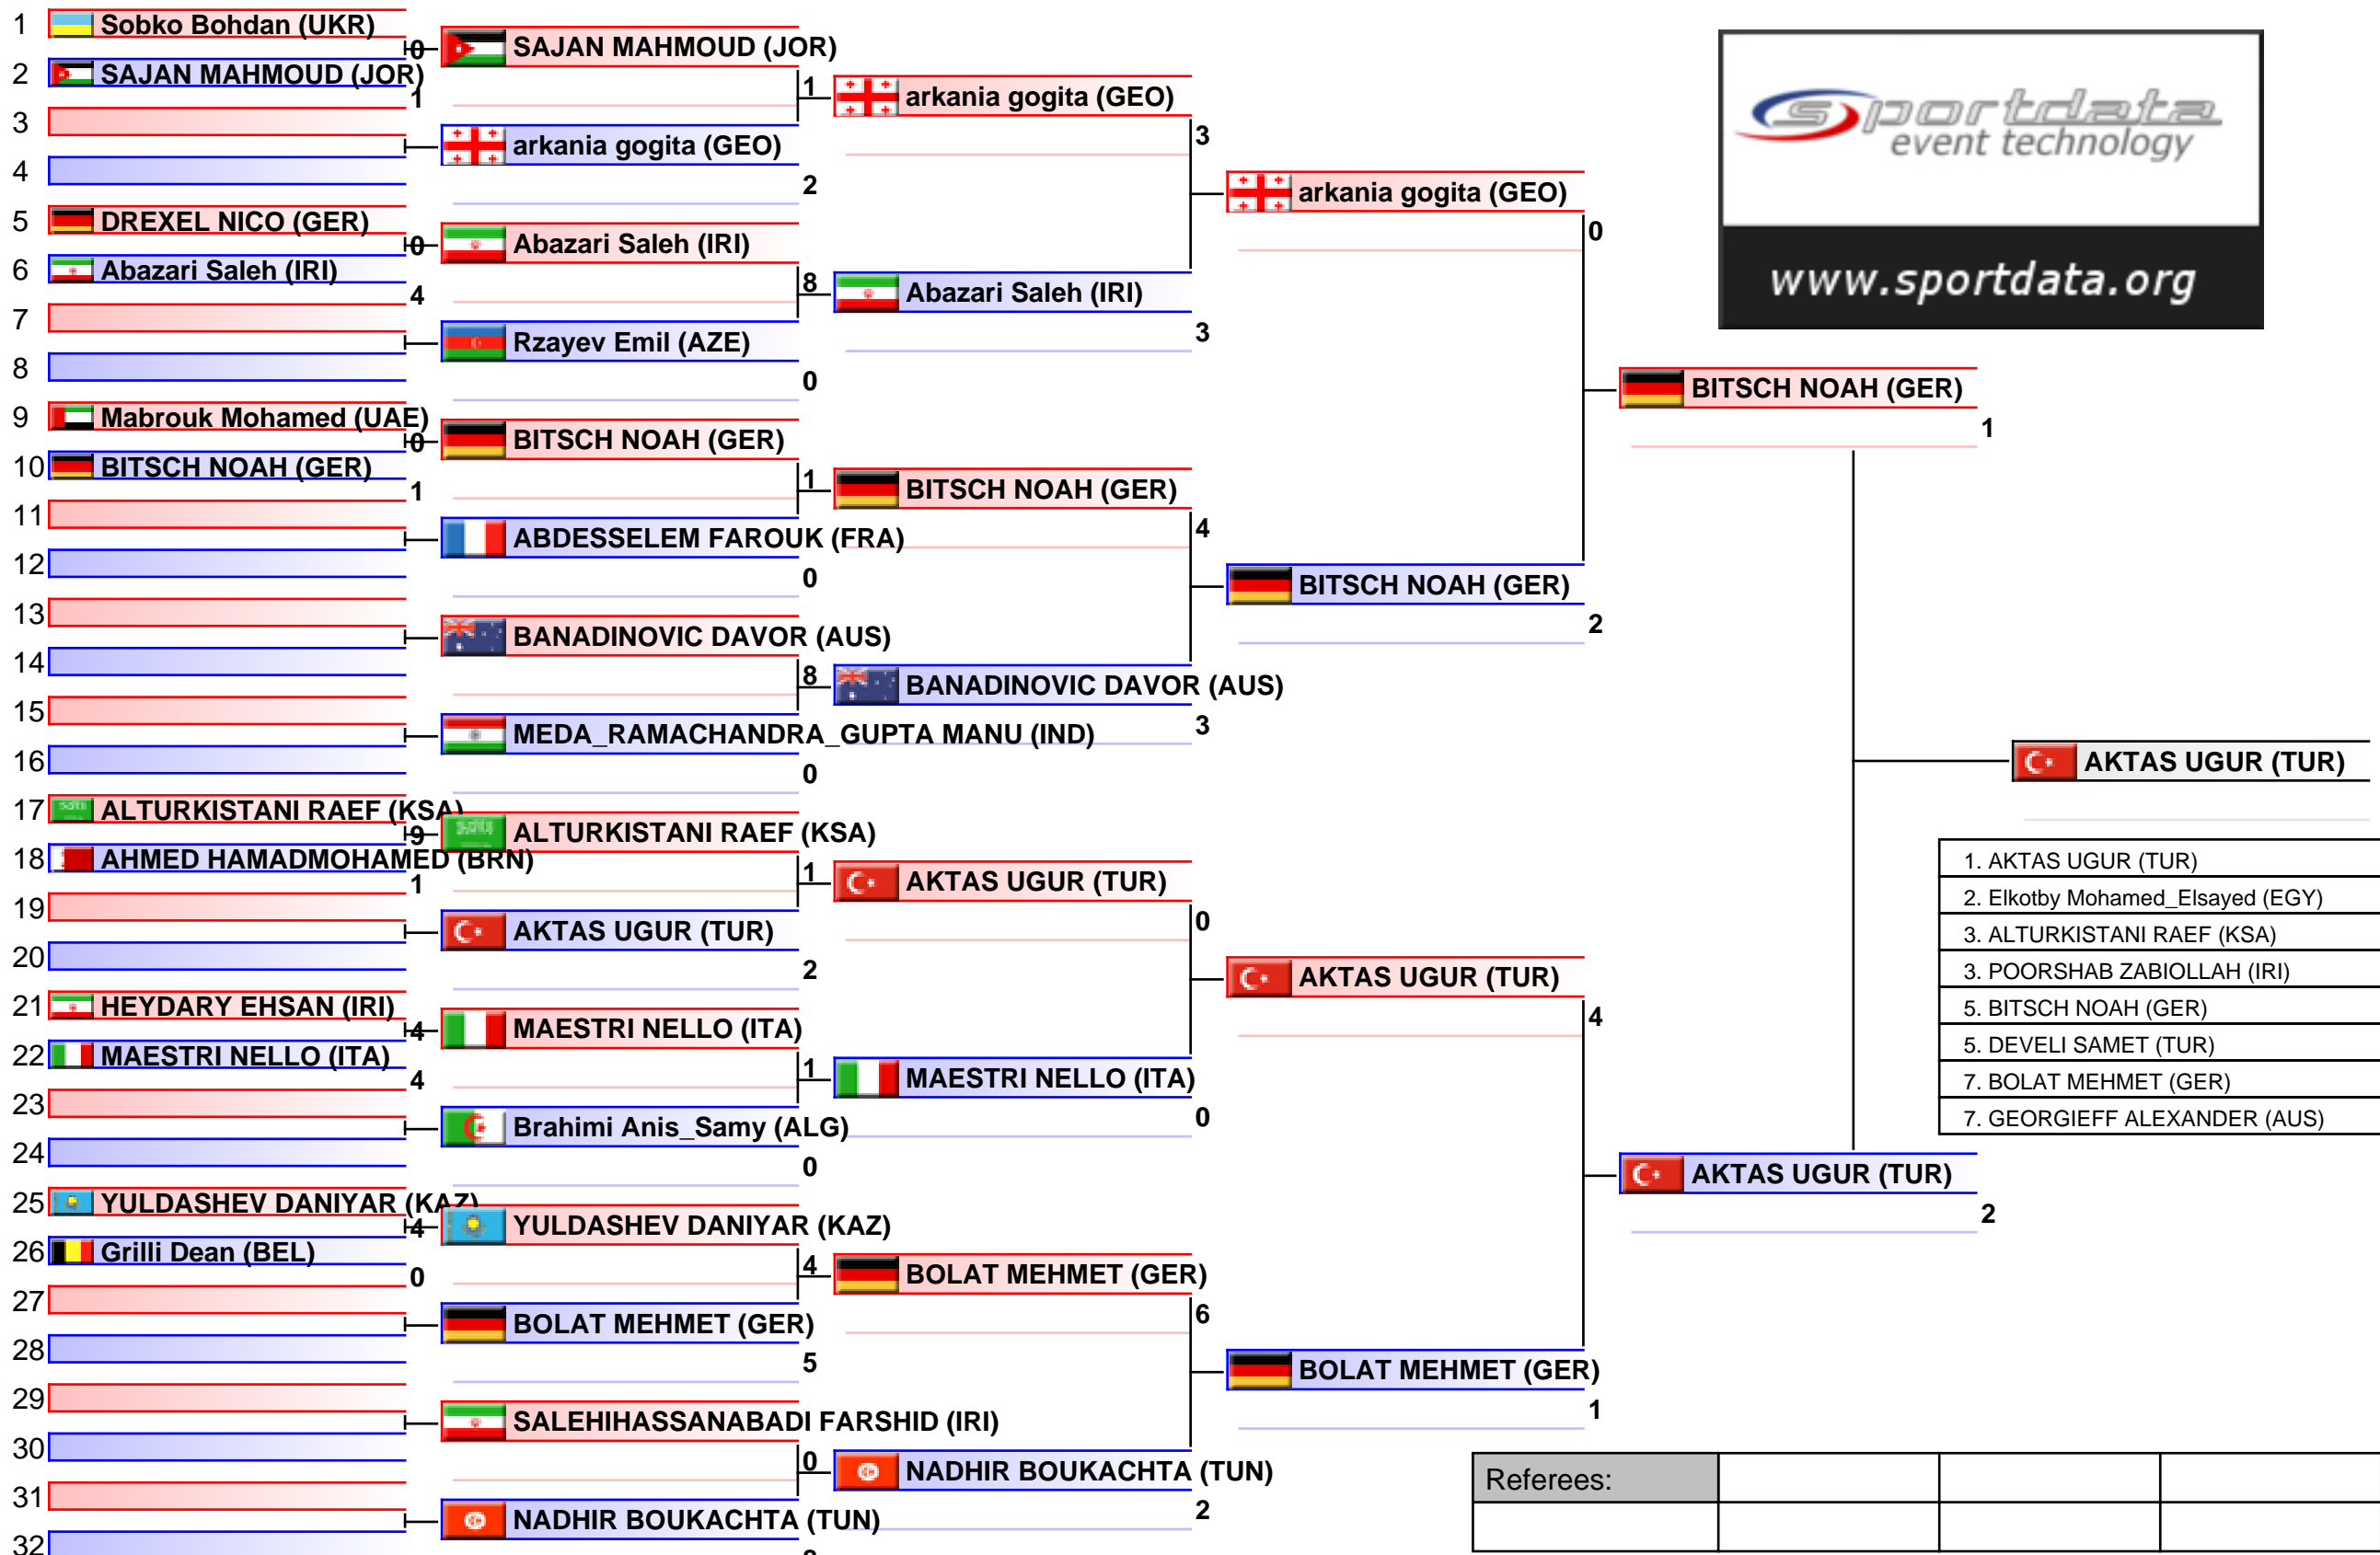 1 Sobko Bohdan (UKR)
0
SAJAN MAHMOUD (JOR)
2 SAJAN MAHMOUD (JOR)
1
1
arkania gogita (GEO)
3
3
arkania gogita (GEO)
4
2
arkania gogita (GEO)
0
5 DREXEL NICO (GER)
0
Abazari Saleh (IRI)
6 Abazari Saleh (IRI)
4
8
Abazari Saleh (IRI)
3
7
Rzayev Emil (AZE)
8
0
BITSCH NOAH (GER)
1
9 Mabrouk Mohamed (UAE)
0
BITSCH NOAH (GER)
10 BITSCH NOAH (GER)
1
1
BITSCH NOAH (GER)
4
11
ABDESSELEM FAROUK (FRA)
12
0
BITSCH NOAH (GER)
2
13
BANADINOVIC DAVOR (AUS)
14
8
BANADINOVIC DAVOR (AUS)
3
15
MEDA_RAMACHANDRA_GUPTA MANU (IND)
16
0
AKTAS UGUR (TUR)
17 ALTURKISTANI RAEF (KSA)
9
ALTURKISTANI RAEF (KSA)
18 AHMED HAMADMOHAMED (BRN)
1
1
AKTAS UGUR (TUR)
0
19
AKTAS UGUR (TUR)
20
2
AKTAS UGUR (TUR)
4
21 HEYDARY EHSAN (IRI)
4
MAESTRI NELLO (ITA)
22 MAESTRI NELLO (ITA)
4
1
MAESTRI NELLO (ITA)
0
23
Brahimi Anis_Samy (ALG)
24
0
AKTAS UGUR (TUR)
2
25 YULDASHEV DANIYAR (KAZ)
4
YULDASHEV DANIYAR (KAZ)
26 Grilli Dean (BEL)
0
4
BOLAT MEHMET (GER)
6
27
BOLAT MEHMET (GER)
28
5
BOLAT MEHMET (GER)
1
29
SALEHIHASSANABADI FARSHID (IRI)
30
0
NADHIR BOUKACHTA (TUN)
2
31
NADHIR BOUKACHTA (TUN)
32
sportdata
event technology
www.sportdata.org
1. AKTAS UGUR (TUR)
2. Elkotby Mohamed_Elsayed (EGY)
3. ALTURKISTANI RAEF (KSA)
3. POORSHAB ZABIOLLAH (IRI)
5. BITSCH NOAH (GER)
5. DEVELI SAMET (TUR)
7. BOLAT MEHMET (GER)
7. GEORGIEFF ALEXANDER (AUS)
Referees: